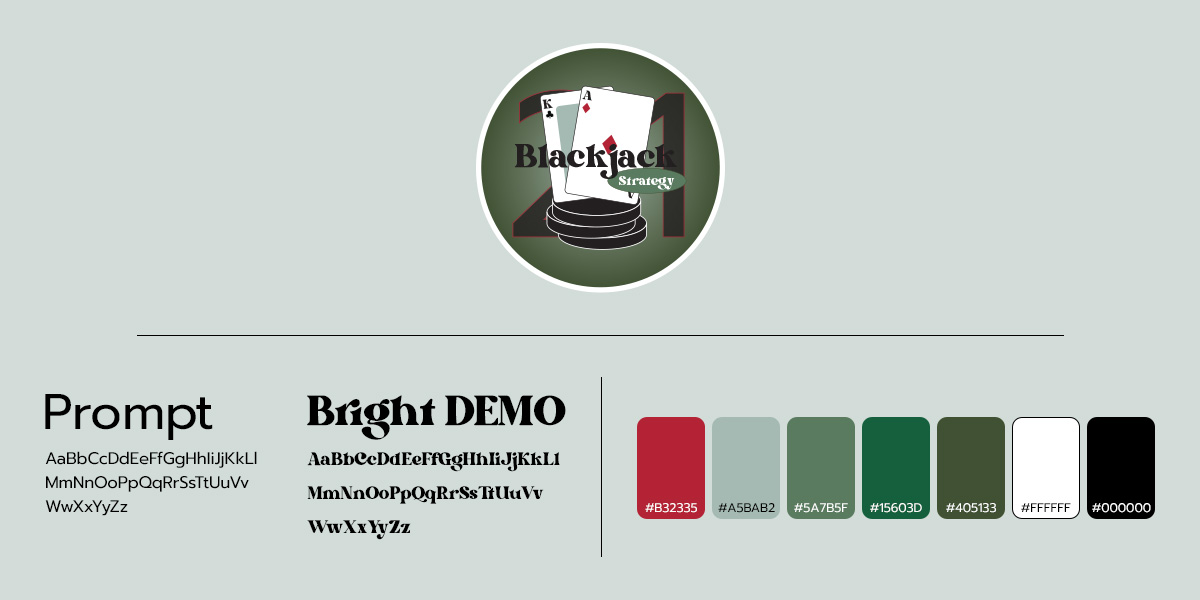 21
K
A
Blackjack
Strategy
Prompt
AaBbCcDdEeFfGgHhIiJjKkLl
MmNnOoPpQqRrSsTtUuVv
WwXxYyZz
Bright DEMO
AaBbCcDdEeFfGgHhIiJjKkLl
MmNnOoPpQqRrSsTtUuVv
WwXxYyZz
#B32335
#A5BAB2
#5A7B5F
#15603D
#405133
#FFFFFF
#000000